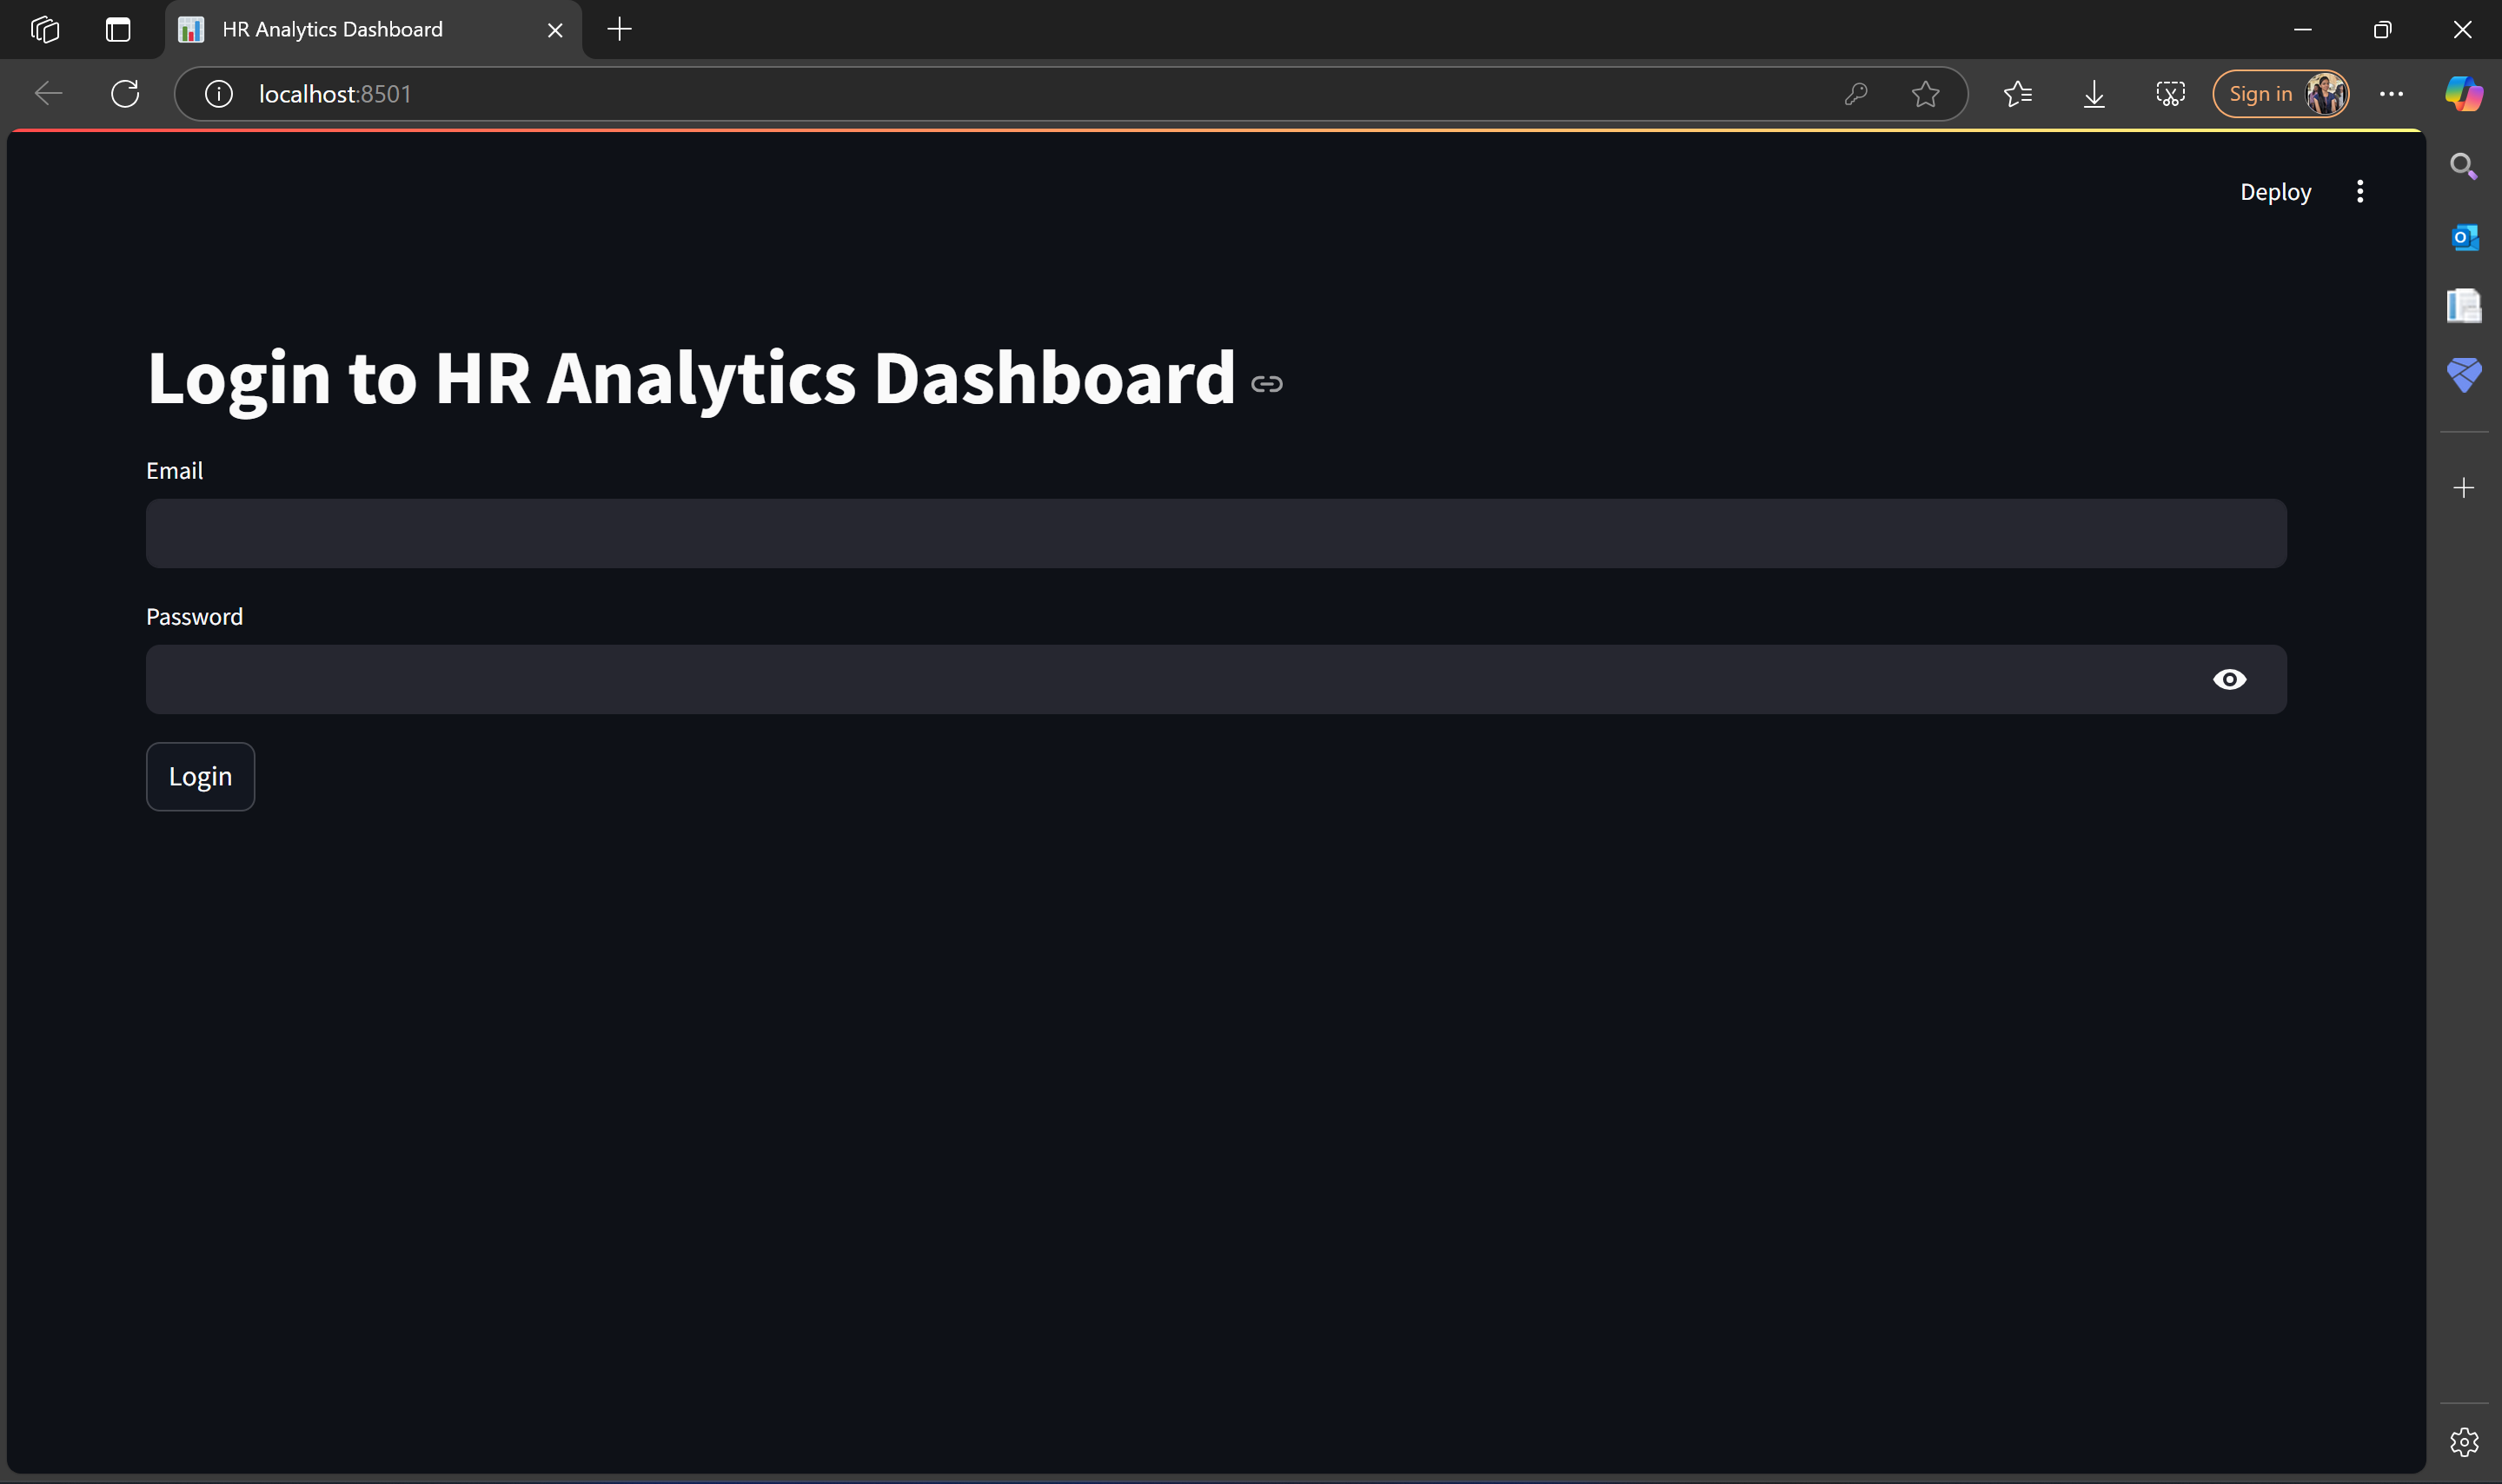 HR Analytics Dashboard
localhost:8501
Sign in
Deploy
Login to HR Analytics Dashboard
Email
Password
Login